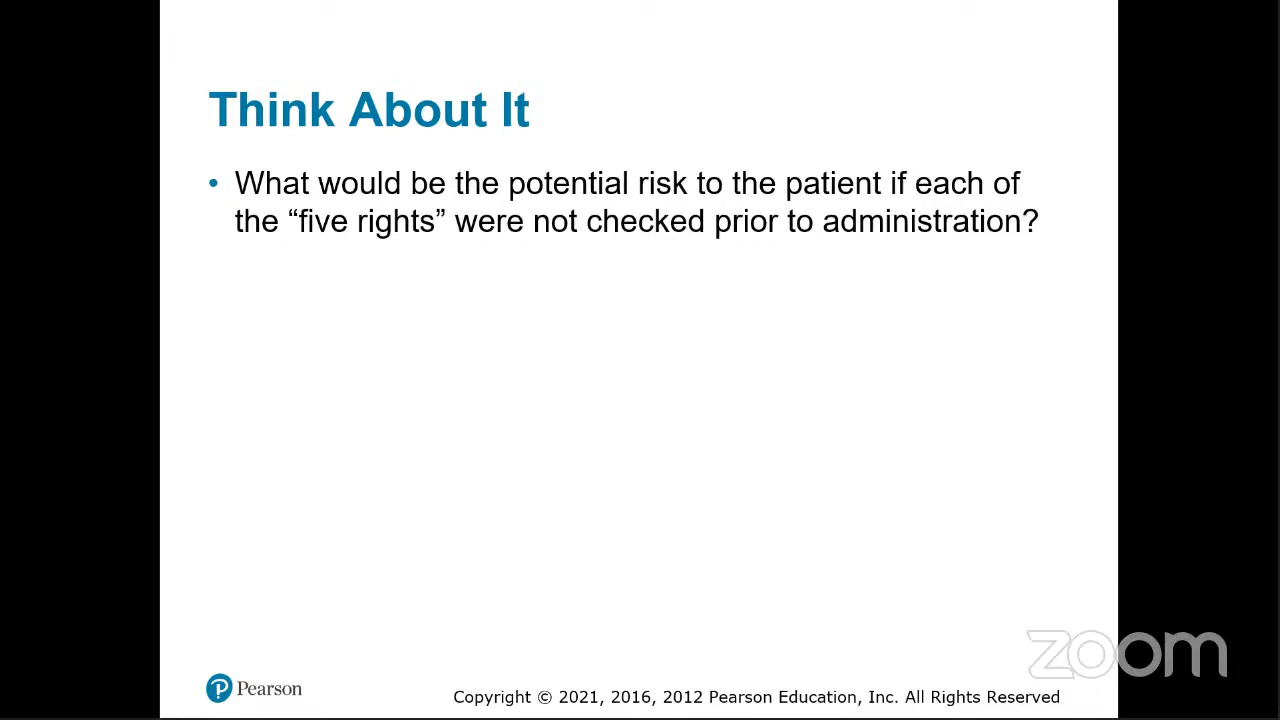 Think About It
• What would be the potential risk to the patient if each of
the “five rights” were not checked prior to administration?
zoom
Pearson
Copyright © 2021, 2016, 2012 Pearson Education, Inc. All Rights Reserved